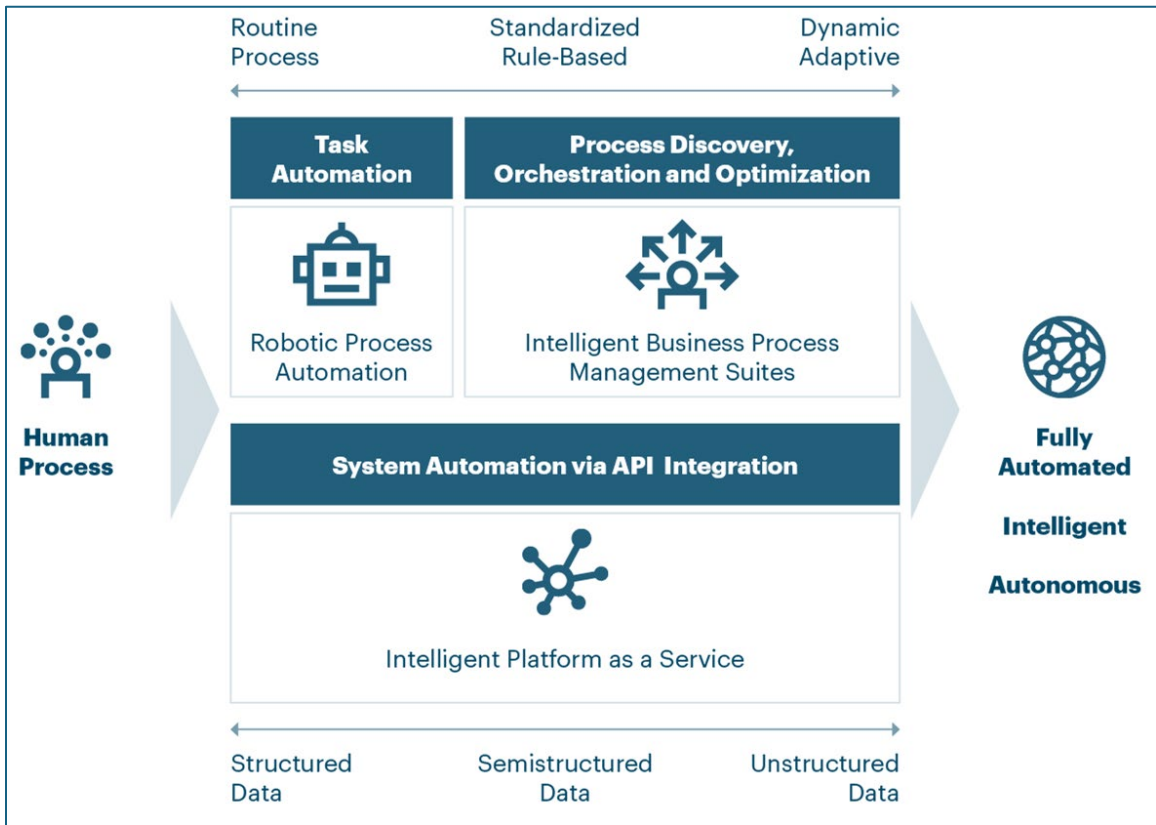 Routine
Process
Standardized
Rule-Based
Dynamic
Adaptive
Task
Automation
Process Discovery,
Orchestration and Optimization
Robotic Process
Automation
Intelligent Business Process
Management Suites
Human
Process
System Automation via API Integration
Intelligent Platform as a Service
Fully
Automated
Intelligent
Autonomous
Structured
Data
Semistructured
Data
Unstructured
Data